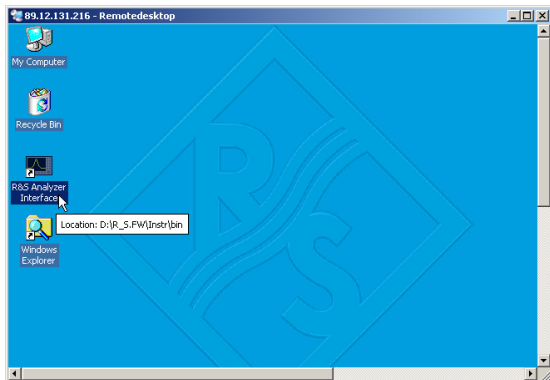 89.12.131.216 - Remotedesktop
My Computer
Recycle Bin
R&S Analyzer
Interface
Location: D:\R_S.FW\Instr\bin
Windows
Explorer
R
S